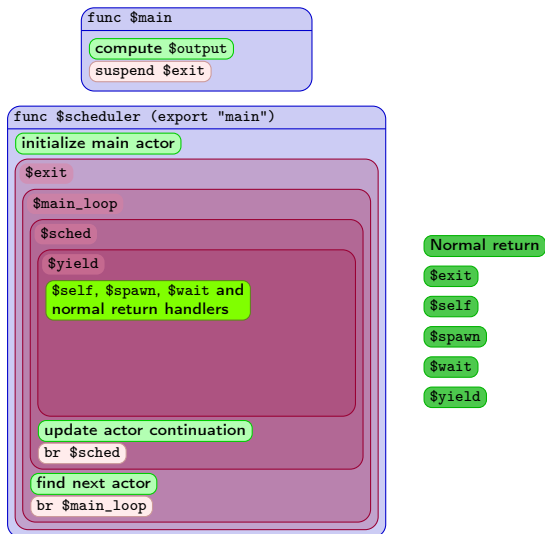 func $main
compute $output
suspend $exit
func $scheduler (export "main")
initialize main actor
$exit
$main_loop
$sched
$yield
$self, $spawn, $wait and
normal return handlers
update actor continuation
br $sched
find next actor
br $main_loop
Normal return
$exit
$self
$spawn
$wait
$yield